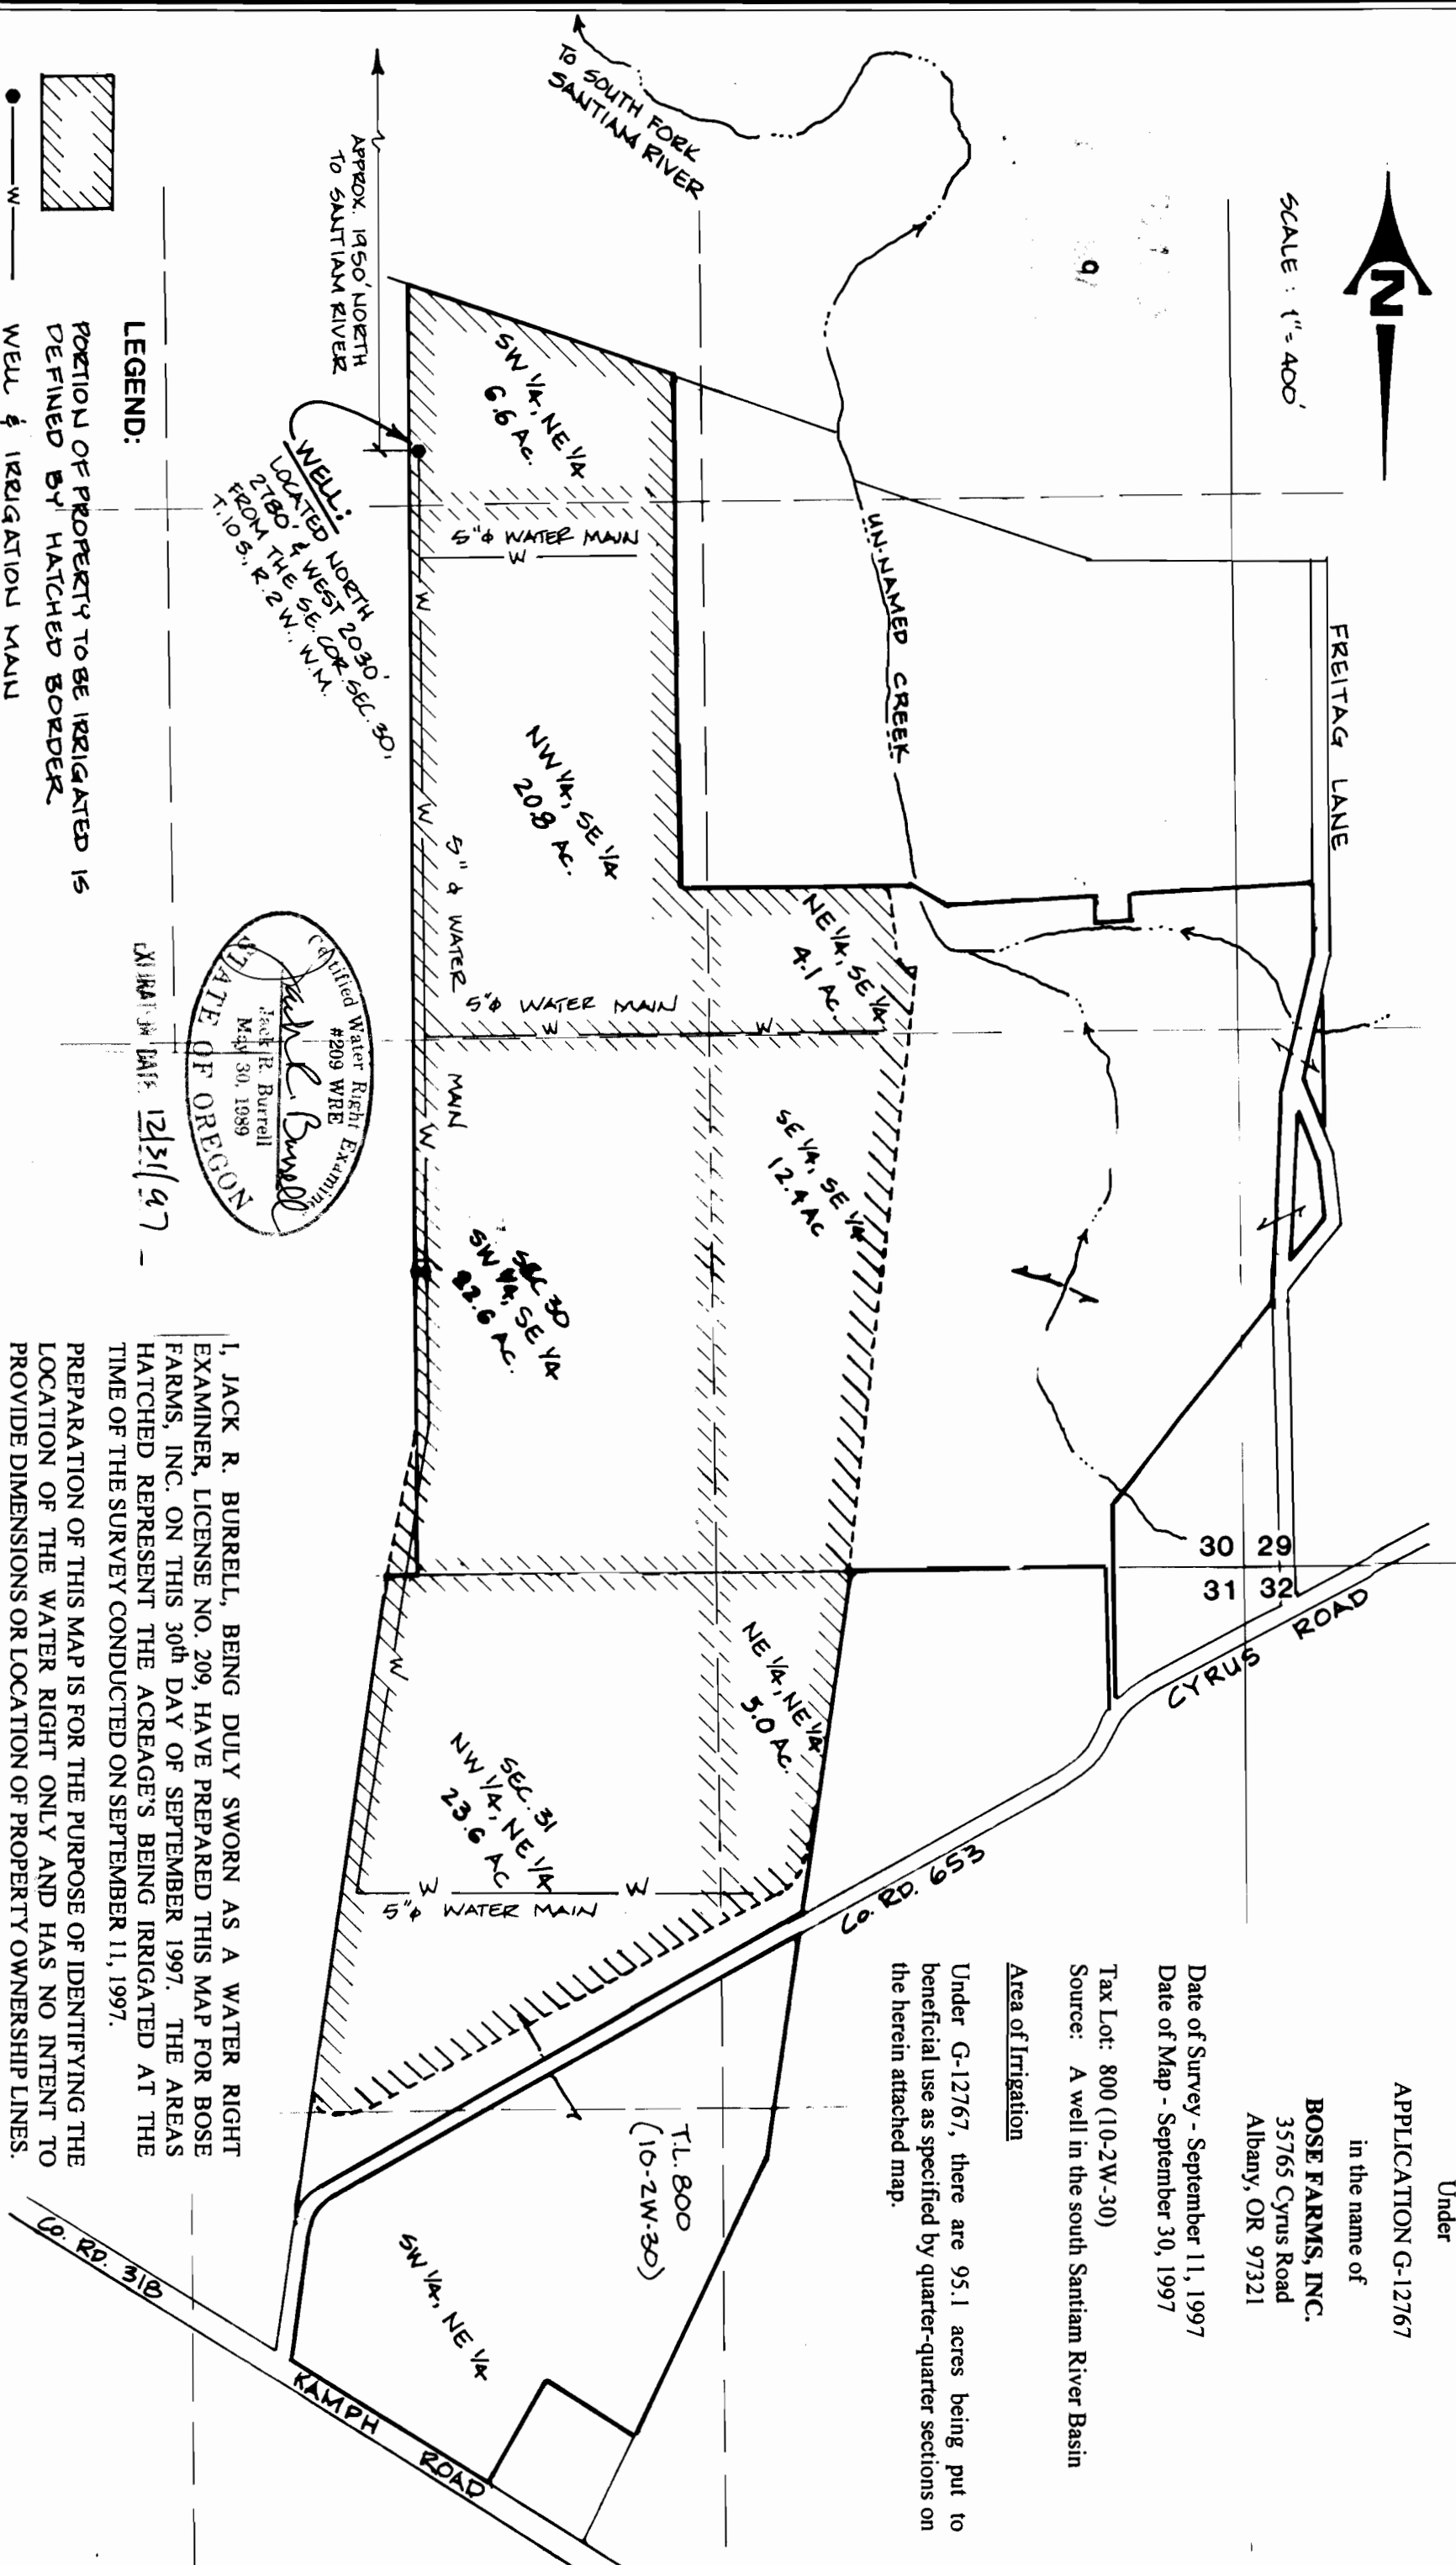 Under
APPLICATION G-12767
in the name of
BOSE FARMS, INC.
35765 Cyrus Road
Albany, OR 97321
Date of Survey - September 11, 1997
Date of Map - September 30, 1997
Tax Lot: 800 (10-2W-30)
Source: A well in the south Santiam River Basin
Area of Irrigation
Under G-12767, there are 95.1 acres being put to
beneficial use as specified by quarter-quarter sections on
the herein attached map.
N
SCALE: 1"=400'
FREITAG LANE
30 29
31 32
CYRUS ROAD
CO. RD. 653
UN-NAMED CREEK
TO SOUTH FORK
SANTIAM RIVER
APPROX. 1950' NORTH
TO SANTIAM RIVER
SW 1/4, NE 1/4
6.6 AC.
5"ϕ WATER MAIN
W
WELL:
LOCATED NORTH
2780' & WEST 2030'
FROM THE S.E. COR. SEC. 30,
T. 10 S., R. 2 W., W.M.
W
W
NW 1/4, SE 1/4
20.8 AC.
NE 1/4, SE 1/4
4.1 AC.
5"ϕ WATER MAIN
W W
5"ϕ WATER MAIN
W
SE 1/4, SE 1/4
12.4 AC
SEC 30
SW 1/4, SE 1/4
22.6 AC.
NE 1/4, NE 1/4
5.0 AC.
W
SEC. 31
NW 1/4, NE 1/4
23.6 AC
W W
5"ϕ WATER MAIN
T.L. 800
(10-2W-30)
SW 1/4, NE 1/4
KAMPH ROAD
CO. RD. 318
LEGEND:
PORTION OF PROPERTY TO BE IRRIGATED IS
DEFINED BY HATCHED BORDER
W
WELL & IRRIGATION MAIN
Certified Water Right Examiner
#209 WRE
Jack R. Burrell
Jack R. Burrell
May 30, 1989
STATE OF OREGON
EXPIRATION DATE 12/31/97
I, JACK R. BURRELL, BEING DULY SWORN AS A WATER RIGHT
EXAMINER, LICENSE NO. 209, HAVE PREPARED THIS MAP FOR BOSE
FARMS, INC. ON THIS 30th DAY OF SEPTEMBER 1997. THE AREAS
HATCHED REPRESENT THE ACREAGE'S BEING IRRIGATED AT THE
TIME OF THE SURVEY CONDUCTED ON SEPTEMBER 11, 1997.
PREPARATION OF THIS MAP IS FOR THE PURPOSE OF IDENTIFYING THE
LOCATION OF THE WATER RIGHT ONLY AND HAS NO INTENT TO
PROVIDE DIMENSIONS OR LOCATION OF PROPERTY OWNERSHIP LINES.